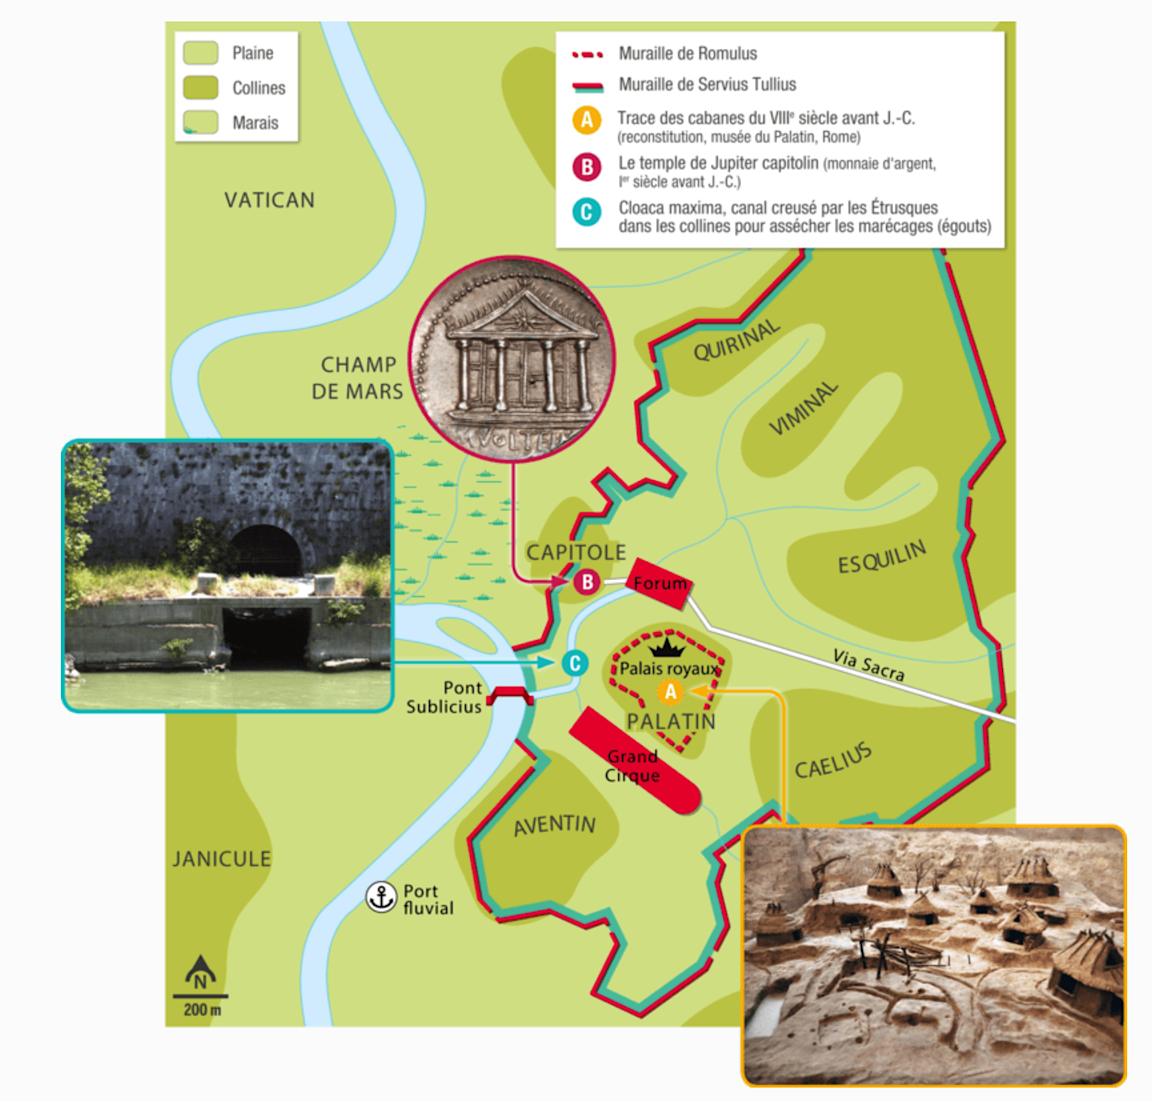 Plaine
Collines
Marais
Muraille de Romulus
Muraille de Servius Tullius
A Trace des cabanes du VIIIe siècle avant J.-C.
(reconstitution, musée du Palatin, Rome)
B Le temple de Jupiter capitolin (monnaie d'argent,
Ier siècle avant J.-C.)
C Cloaca maxima, canal creusé par les Étrusques
dans les collines pour assécher les marécages (égouts)
VATICAN
CHAMP
DE MARS
QUIRINAL
VIMINAL
ESQUILIN
CAPITOLE
B
Forum
Via Sacra
C
Palais royaux
A
PALATIN
Pont
Sublicius
Grand
Cirque
CAELIUS
AVENTIN
JANICULE
Port
fluvial
N
200 m